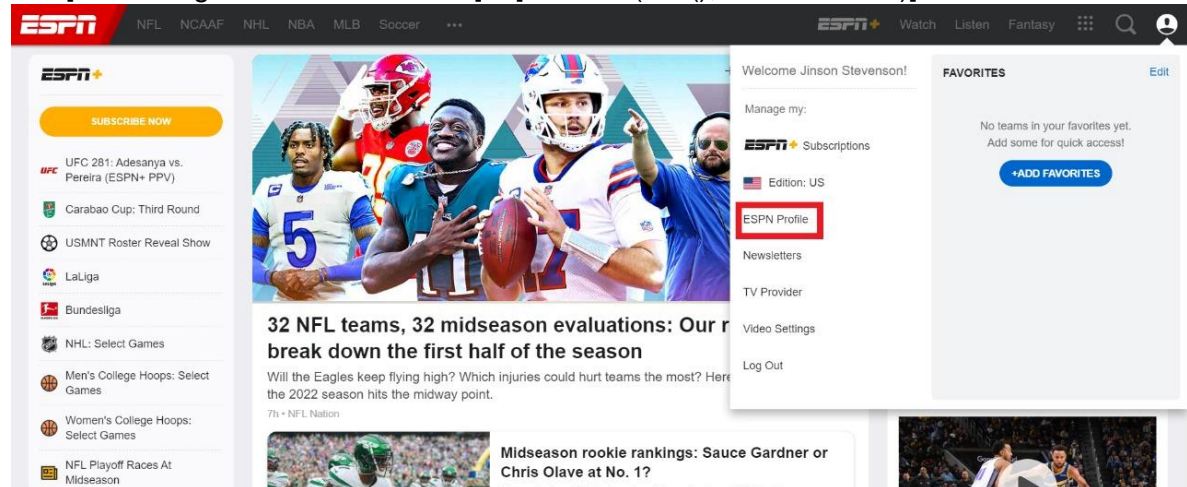 ESPN
NFL NCAAF NHL NBA MLB Soccer •••
ESPN+ Watch Listen Fantasy
ESPN+
SUBSCRIBE NOW
UFC UFC 281: Adesanya vs.
Pereira (ESPN+ PPV)
Carabao Cup: Third Round
USMNT Roster Reveal Show
LaLiga
Bundesliga
NHL: Select Games
Men's College Hoops: Select
Games
Women's College Hoops:
Select Games
NFL Playoff Races At
Midseason
5
11
17
32 NFL teams, 32 midseason evaluations: Our
break down the first half of the season
Will the Eagles keep flying high? Which injuries could hurt teams the most? Here
the 2022 season hits the midway point.
7h • NFL Nation
Midseason rookie rankings: Sauce Gardner or
Chris Olave at No. 1?
Welcome Jinson Stevenson!
Manage my:
ESPN+ Subscriptions
Edition: US
ESPN Profile
Newsletters
TV Provider
Video Settings
Log Out
FAVORITES
Edit
No teams in your favorites yet.
Add some for quick access!
+ADD FAVORITES